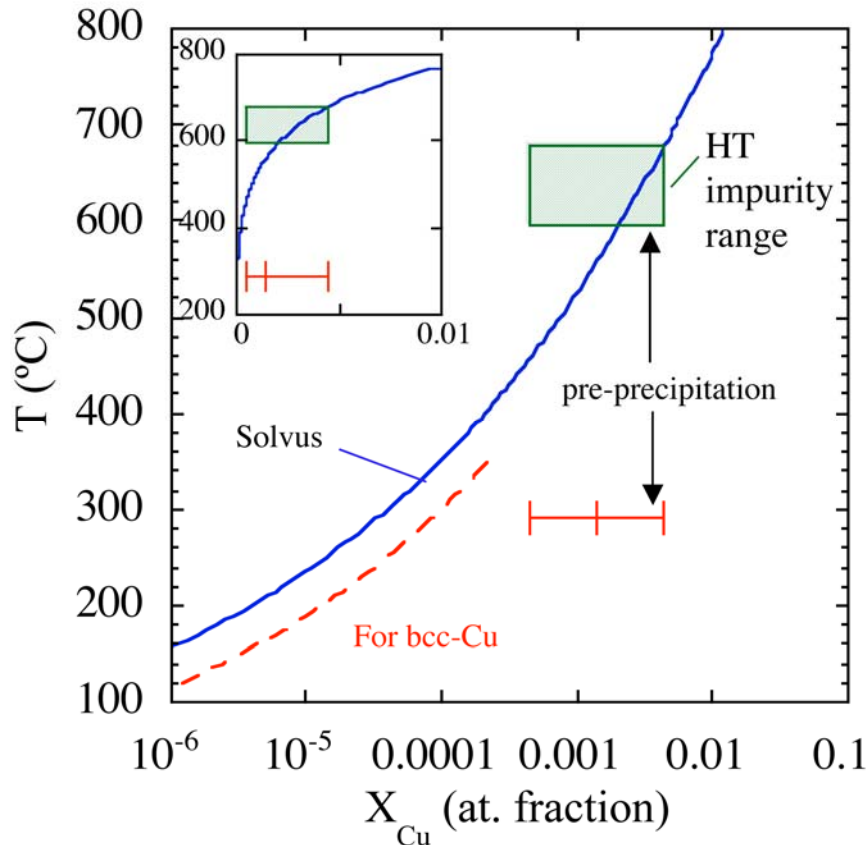 800
700
600
500
400
300
200
100
T (ºC)
800
600
400
200
0
0.01
HT
impurity
range
pre-precipitation
Solvus
For bcc-Cu
10-6
10-5
0.0001
0.001
0.01
0.1
XCu (at. fraction)